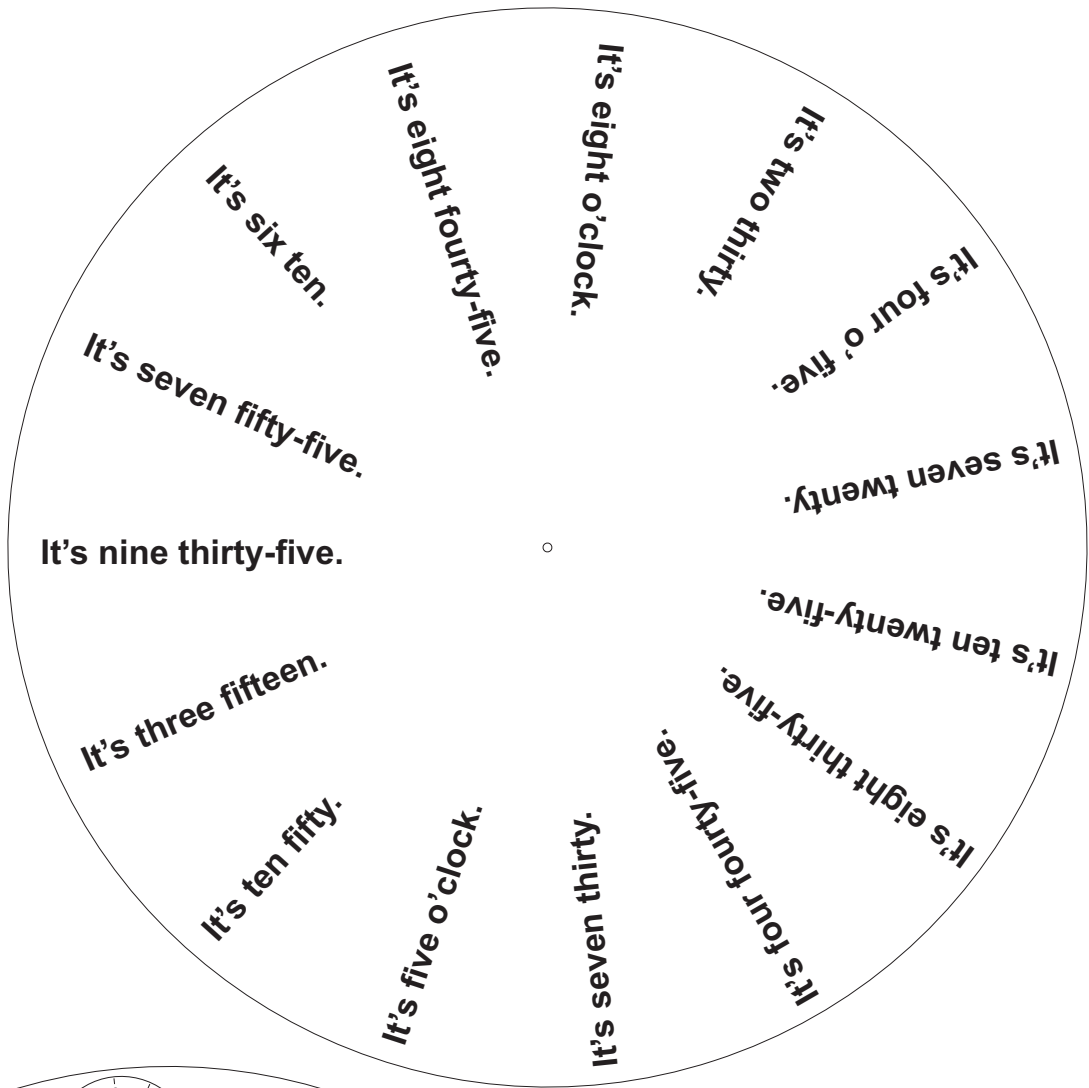 It’s eight o’clock.
It’s two thirty.
It’s four o’ five.
It’s seven twenty.
It’s ten twenty-five.
It’s eight thirty-five.
It’s four fourty-five.
It’s seven thirty.
It’s five o’clock.
It’s ten fifty.
It’s three fifteen.
It’s nine thirty-five.
It’s seven fifty-five.
It’s six ten.
It’s eight fourty-five.